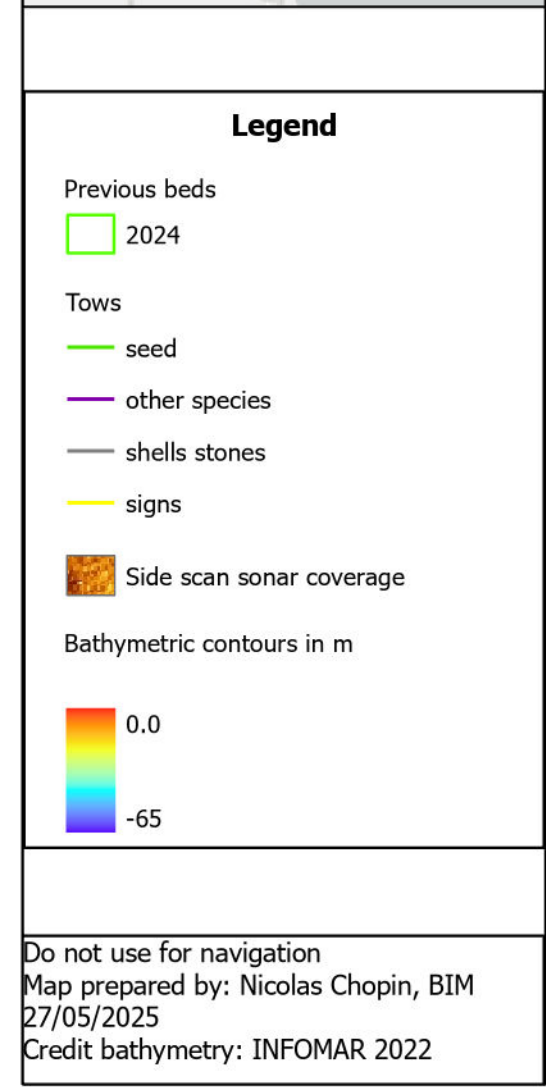 Legend
Previous beds
2024
Tows
seed
other species
shells stones
signs
Side scan sonar coverage
Bathymetric contours in m
0.0
-65
Do not use for navigation
Map prepared by: Nicolas Chopin, BIM
27/05/2025
Credit bathymetry: INFOMAR 2022